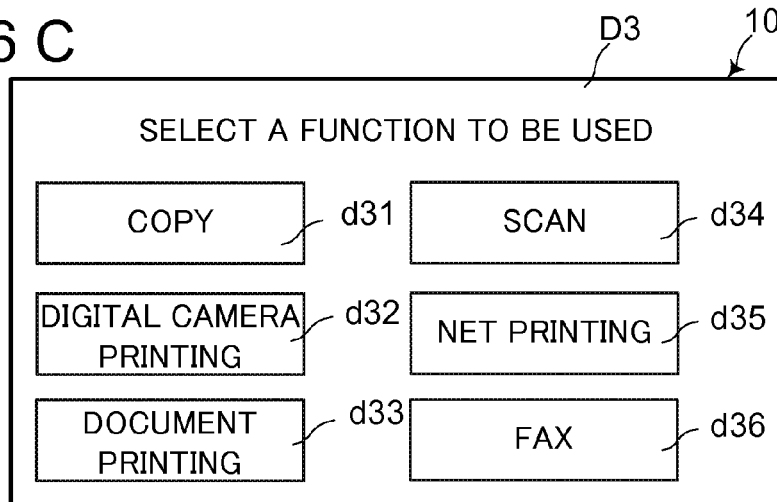 6 C
D3
10
SELECT A FUNCTION TO BE USED
COPY
d31
SCAN
d34
DIGITAL CAMERA
PRINTING
d32
NET PRINTING
d35
DOCUMENT
PRINTING
d33
FAX
d36